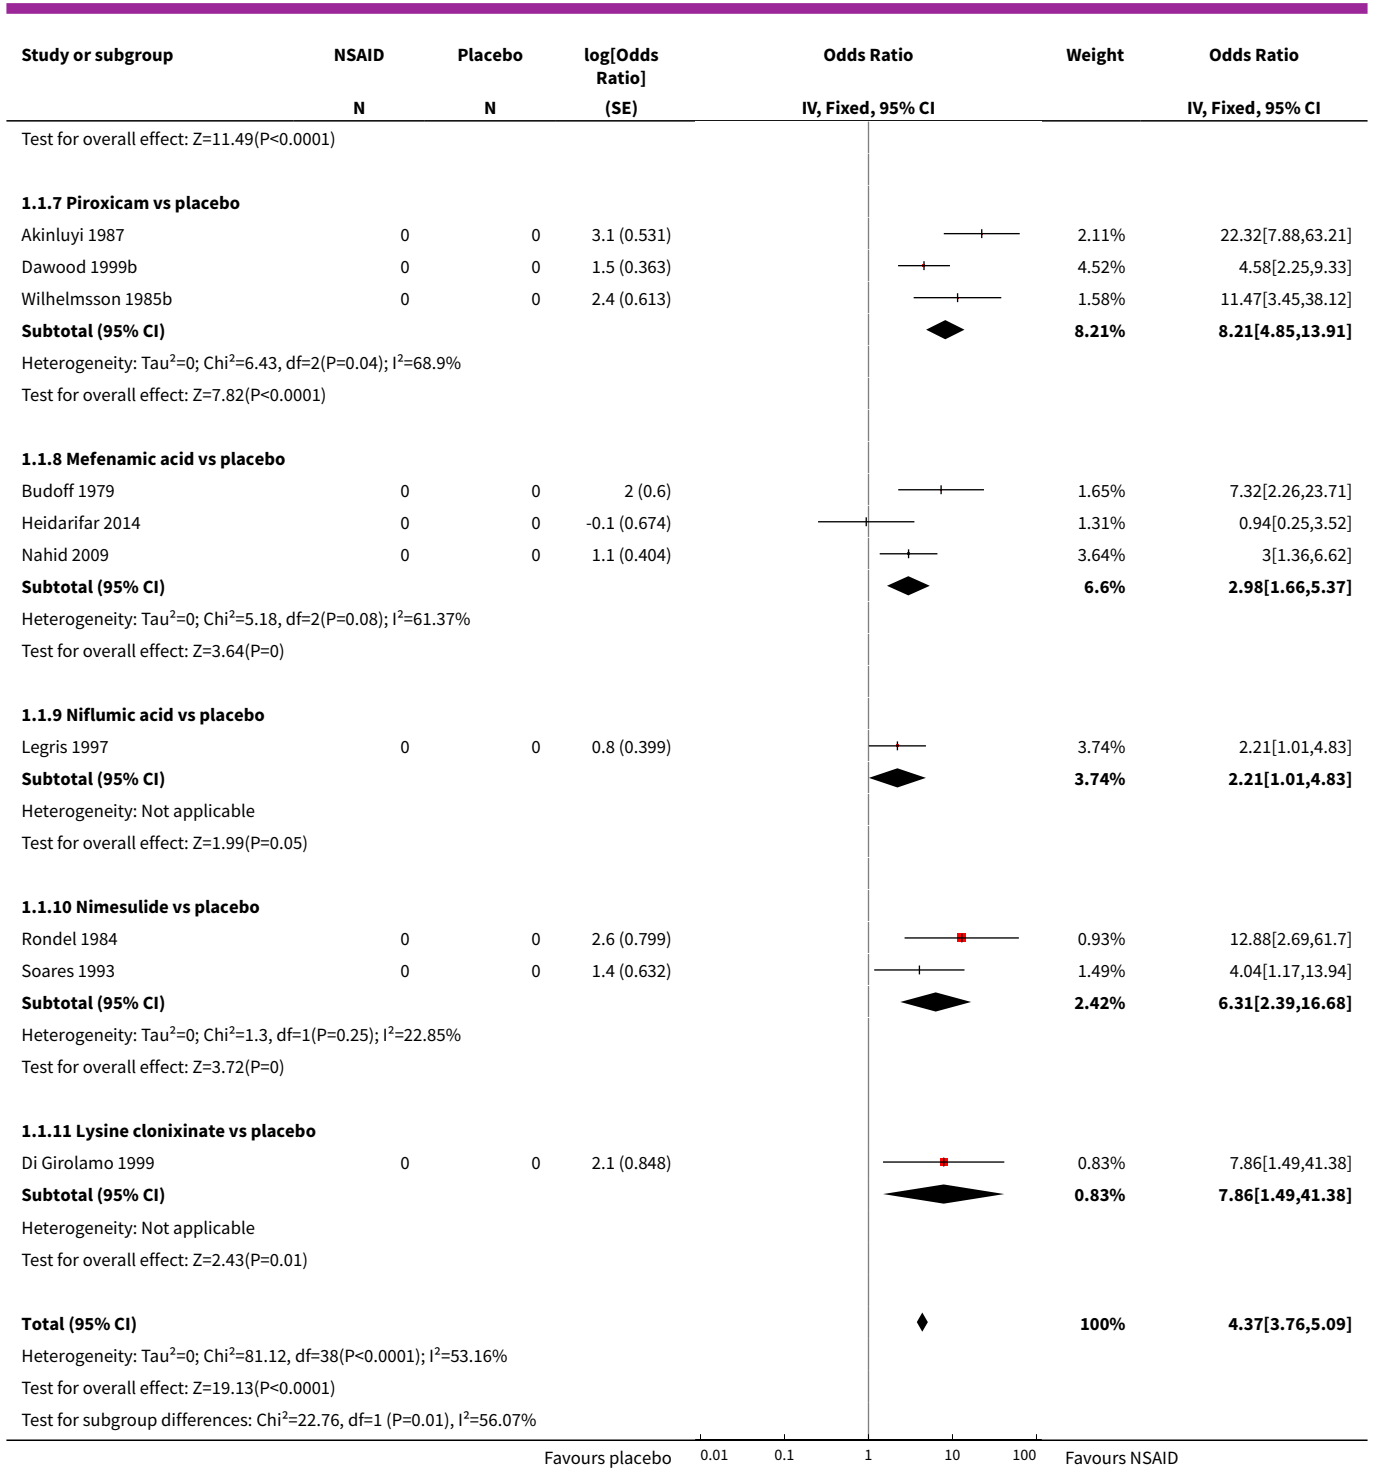 Study or subgroup NSAID Placebo log[Odds Odds Ratio Weight Odds Ratio
Ratio]
N N (SE) IV, Fixed, 95% CI IV, Fixed, 95% CI
Test for overall effect: Z=11.49(P<0.0001)
1.1.7 Piroxicam vs placebo
Akinluyi 1987 0 0 3.1 (0.531) 2.11% 22.32[7.88,63.21]
Dawood 1999b 0 0 1.5 (0.363) 4.52% 4.58[2.25,9.33]
Wilhelmsson 1985b 0 0 2.4 (0.613) 1.58% 11.47[3.45,38.12]
Subtotal (95% CI) 8.21% 8.21[4.85,13.91]
Heterogeneity: Tau²=0; Chi²=6.43, df=2(P=0.04); I²=68.9%
Test for overall effect: Z=7.82(P<0.0001)
1.1.8 Mefenamic acid vs placebo
Budoff 1979 0 0 2 (0.6) 1.65% 7.32[2.26,23.71]
Heidarifar 2014 0 0 -0.1 (0.674) 1.31% 0.94[0.25,3.52]
Nahid 2009 0 0 1.1 (0.404) 3.64% 3[1.36,6.62]
Subtotal (95% CI) 6.6% 2.98[1.66,5.37]
Heterogeneity: Tau²=0; Chi²=5.18, df=2(P=0.08); I²=61.37%
Test for overall effect: Z=3.64(P=0)
1.1.9 Niflumic acid vs placebo
Legris 1997 0 0 0.8 (0.399) 3.74% 2.21[1.01,4.83]
Subtotal (95% CI) 3.74% 2.21[1.01,4.83]
Heterogeneity: Not applicable
Test for overall effect: Z=1.99(P=0.05)
1.1.10 Nimesulide vs placebo
Rondel 1984 0 0 2.6 (0.799) 0.93% 12.88[2.69,61.7]
Soares 1993 0 0 1.4 (0.632) 1.49% 4.04[1.17,13.94]
Subtotal (95% CI) 2.42% 6.31[2.39,16.68]
Heterogeneity: Tau²=0; Chi²=1.3, df=1(P=0.25); I²=22.85%
Test for overall effect: Z=3.72(P=0)
1.1.11 Lysine clonixinate vs placebo
Di Girolamo 1999 0 0 2.1 (0.848) 0.83% 7.86[1.49,41.38]
Subtotal (95% CI) 0.83% 7.86[1.49,41.38]
Heterogeneity: Not applicable
Test for overall effect: Z=2.43(P=0.01)
Total (95% CI) 100% 4.37[3.76,5.09]
Heterogeneity: Tau²=0; Chi²=81.12, df=38(P<0.0001); I²=53.16%
Test for overall effect: Z=19.13(P<0.0001)
Test for subgroup differences: Chi²=22.76, df=1 (P=0.01), I²=56.07%
Favours placebo 0.01 0.1 1 10 100 Favours NSAID